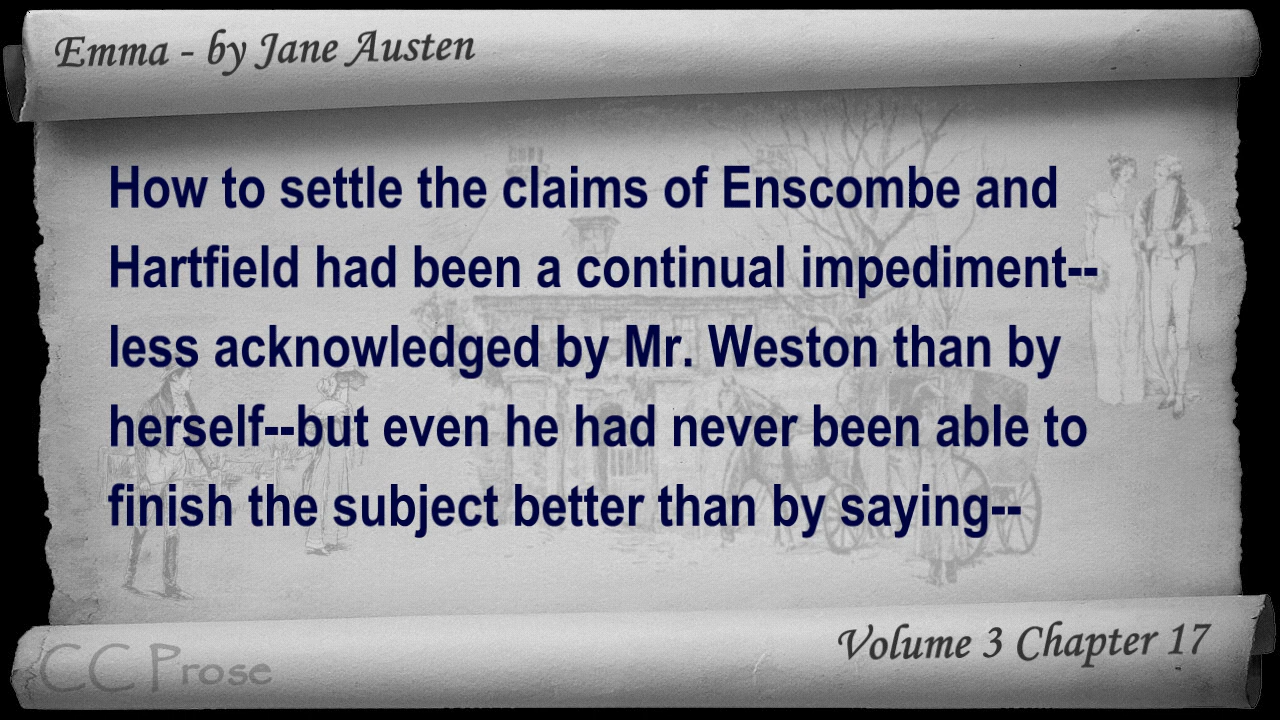 Emma - by Jane Austen
How to settle the claims of Enscombe and
Hartfield had been a continual impediment--
less acknowledged by Mr. Weston than by
herself--but even he had never been able to
finish the subject better than by saying--
Volume 3 Chapter 17
CC Prose